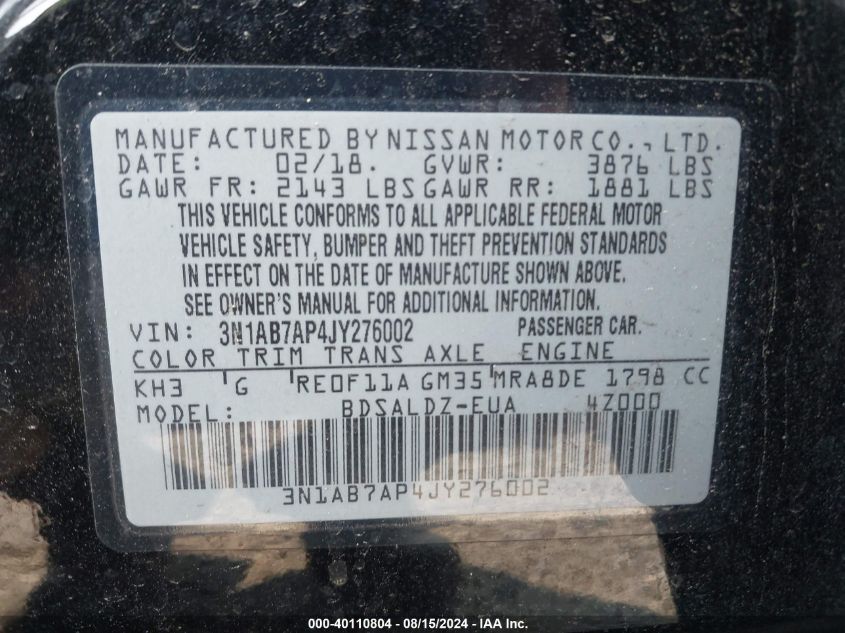 MANUFACTURED BY NISSAN MOTOR CO., LTD.
DATE: 02/18. GVWR: 3876 LBS
GAWR FR: 2143 LBS GAWR RR: 1881 LBS
THIS VEHICLE CONFORMS TO ALL APPLICABLE FEDERAL MOTOR
VEHICLE SAFETY, BUMPER AND THEFT PREVENTION STANDARDS
IN EFFECT ON THE DATE OF MANUFACTURE SHOWN ABOVE.
SEE OWNER'S MANUAL FOR ADDITIONAL INFORMATION.
VIN: 3N1AB7AP4JY276002 PASSENGER CAR.
COLOR TRIM TRANS AXLE ENGINE
KH3 G RE0F11A GM35 MRA8DE 1798 CC
MODEL: BDSALDZ-EUA 4Z000
3N1AB7AP4JY276002
000-40110804 - 08/15/2024 - IAA Inc.